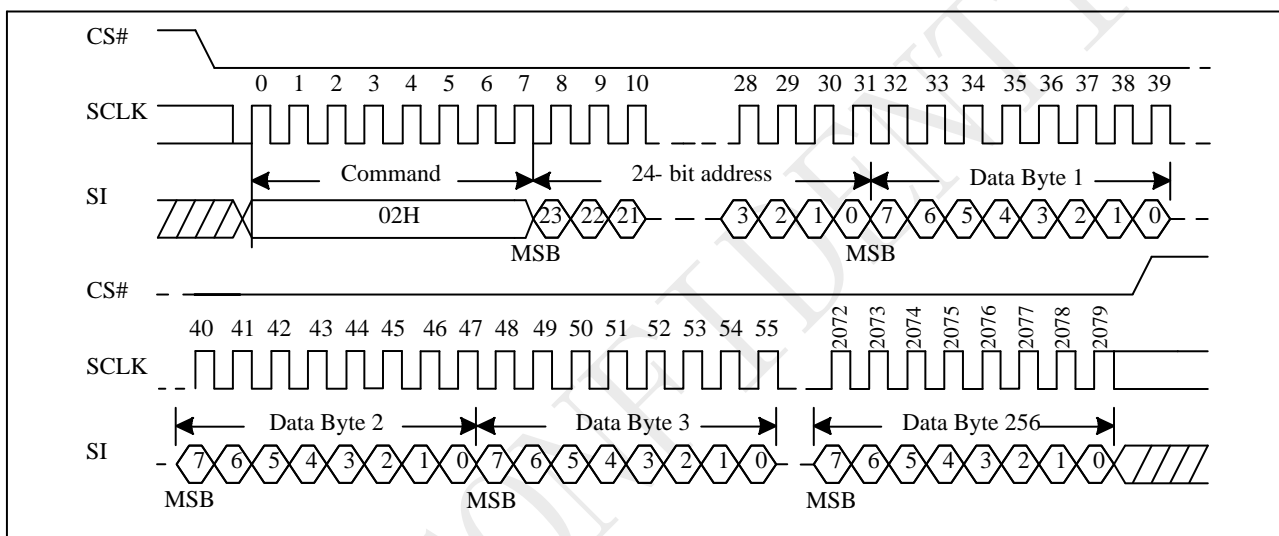 CS#
0 1 2 3 4 5 6 7 8 9 10 28 29 30 31 32 33 34 35 36 37 38 39
SCLK
Command 24- bit address Data Byte 1
SI
02H 23 22 21 3 2 1 0 7 6 5 4 3 2 1 0
MSB MSB
CS#
40 41 42 43 44 45 46 47 48 49 50 51 52 53 54 55 2072 2073 2074 2075 2076 2077 2078 2079
SCLK
Data Byte 2 Data Byte 3 Data Byte 256
SI
7 6 5 4 3 2 1 0 7 6 5 4 3 2 1 0 7 6 5 4 3 2 1 0
MSB MSB MSB